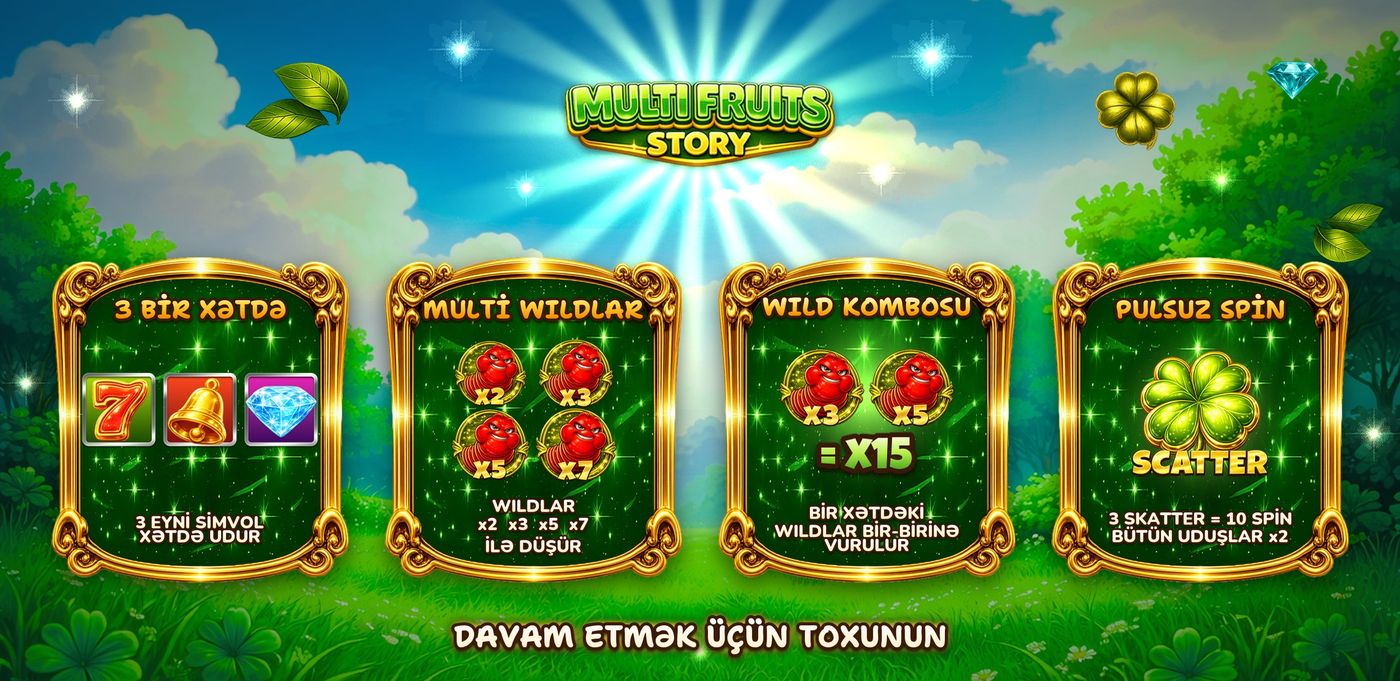 MULTI FRUITS
STORY
3 BİR XƏTDƏ
3 EYNİ SİMVOL
XƏTDƏ UDUR
MULTİ WILDLAR
x2
x3
x5
x7
WILDLAR
x2 x3 x5 x7
İLƏ DÜŞÜR
WILD KOMBOSU
x3
x5
= X15
BİR XƏTDƏKİ
WILDLAR BİR-BİRİNƏ
VURULUR
PULSUZ SPİN
SCATTER
3 SKATTER = 10 SPİN
BÜTÜN UDUŞLAR x2
DAVAM ETMƏK ÜÇÜN TOXUNUN